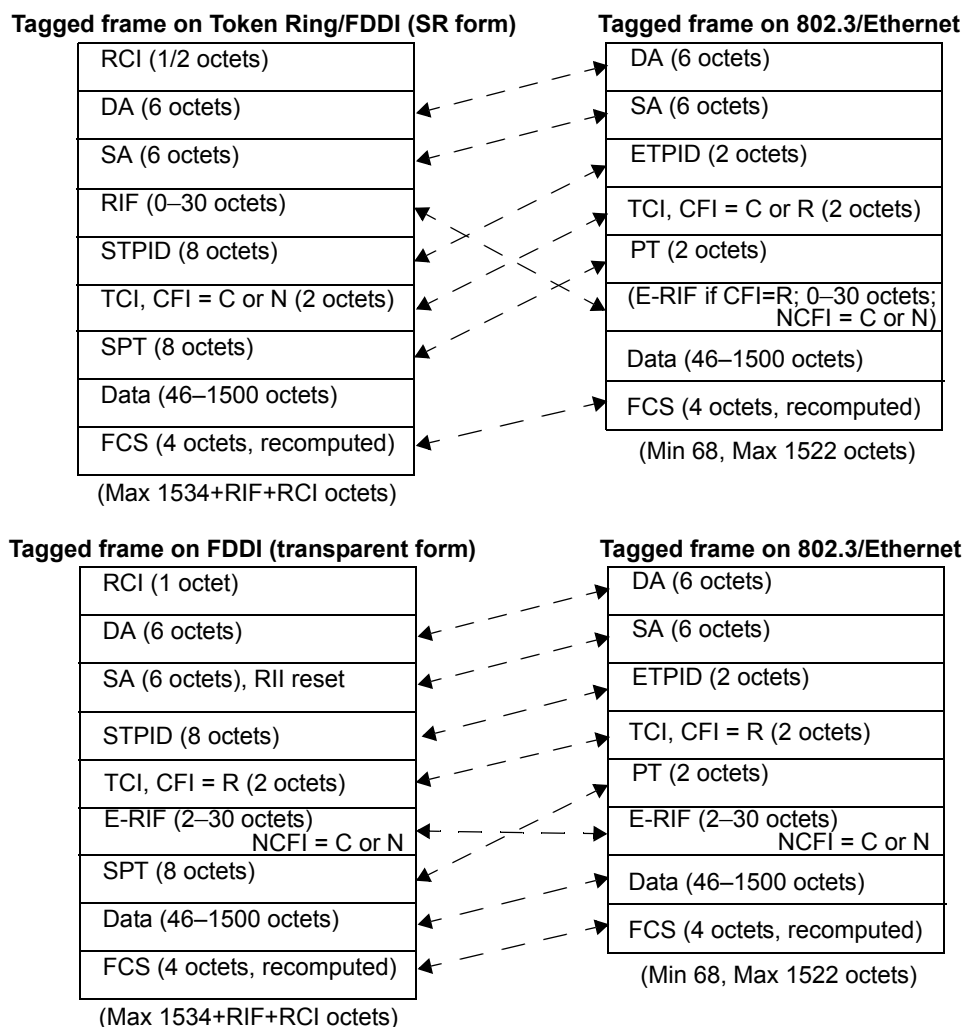 Tagged frame on Token Ring/FDDI (SR form)
RCI (1/2 octets)
DA (6 octets)
SA (6 octets)
RIF (0–30 octets)
STPID (8 octets)
TCI, CFI = C or N (2 octets)
SPT (8 octets)
Data (46–1500 octets)
FCS (4 octets, recomputed)
(Max 1534+RIF+RCI octets)
Tagged frame on 802.3/Ethernet
DA (6 octets)
SA (6 octets)
ETPID (2 octets)
TCI, CFI = C or R (2 octets)
PT (2 octets)
(E-RIF if CFI=R; 0–30 octets;
NCFI = C or N)
Data (46–1500 octets)
FCS (4 octets, recomputed)
(Min 68, Max 1522 octets)
Tagged frame on FDDI (transparent form)
RCI (1 octet)
DA (6 octets)
SA (6 octets), RII reset
STPID (8 octets)
TCI, CFI = R (2 octets)
E-RIF (2–30 octets)
NCFI = C or N
SPT (8 octets)
Data (46–1500 octets)
FCS (4 octets, recomputed)
(Max 1534+RIF+RCI octets)
Tagged frame on 802.3/Ethernet
DA (6 octets)
SA (6 octets)
ETPID (2 octets)
TCI, CFI = R (2 octets)
PT (2 octets)
E-RIF (2–30 octets)
NCFI = C or N
Data (46–1500 octets)
FCS (4 octets, recomputed)
(Min 68, Max 1522 octets)